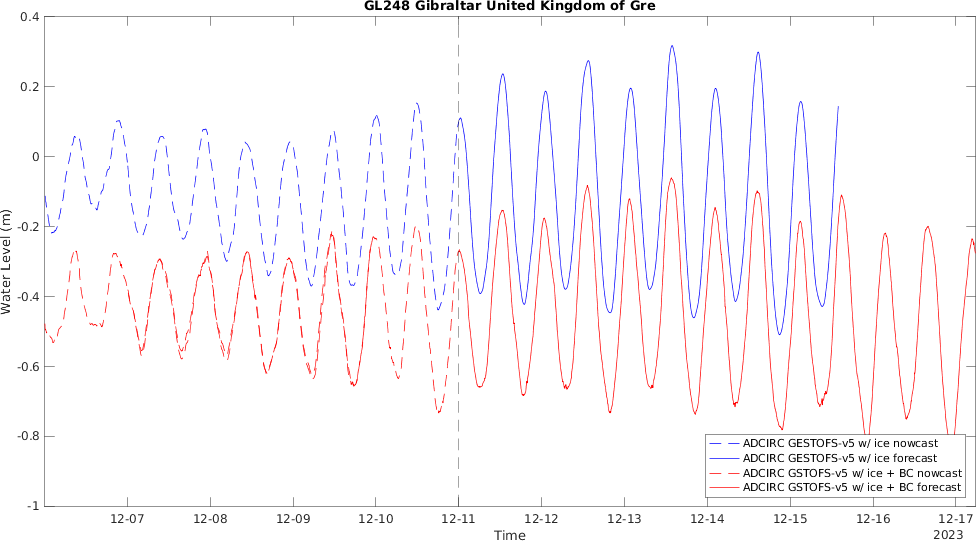 GL248 Gibraltar United Kingdom of Gre
0.4
0.2
0
-0.2
-0.4
-0.6
-0.8
-1
Water Level (m)
ADCIRC GESTOFS-v5 w/ ice nowcast
ADCIRC GESTOFS-v5 w/ ice forecast
ADCIRC GSTOFS-v5 w/ ice + BC nowcast
ADCIRC GSTOFS-v5 w/ ice + BC forecast
12-07 12-08 12-09 12-10 12-11 12-12 12-13 12-14 12-15 12-16 12-17
Time
2023